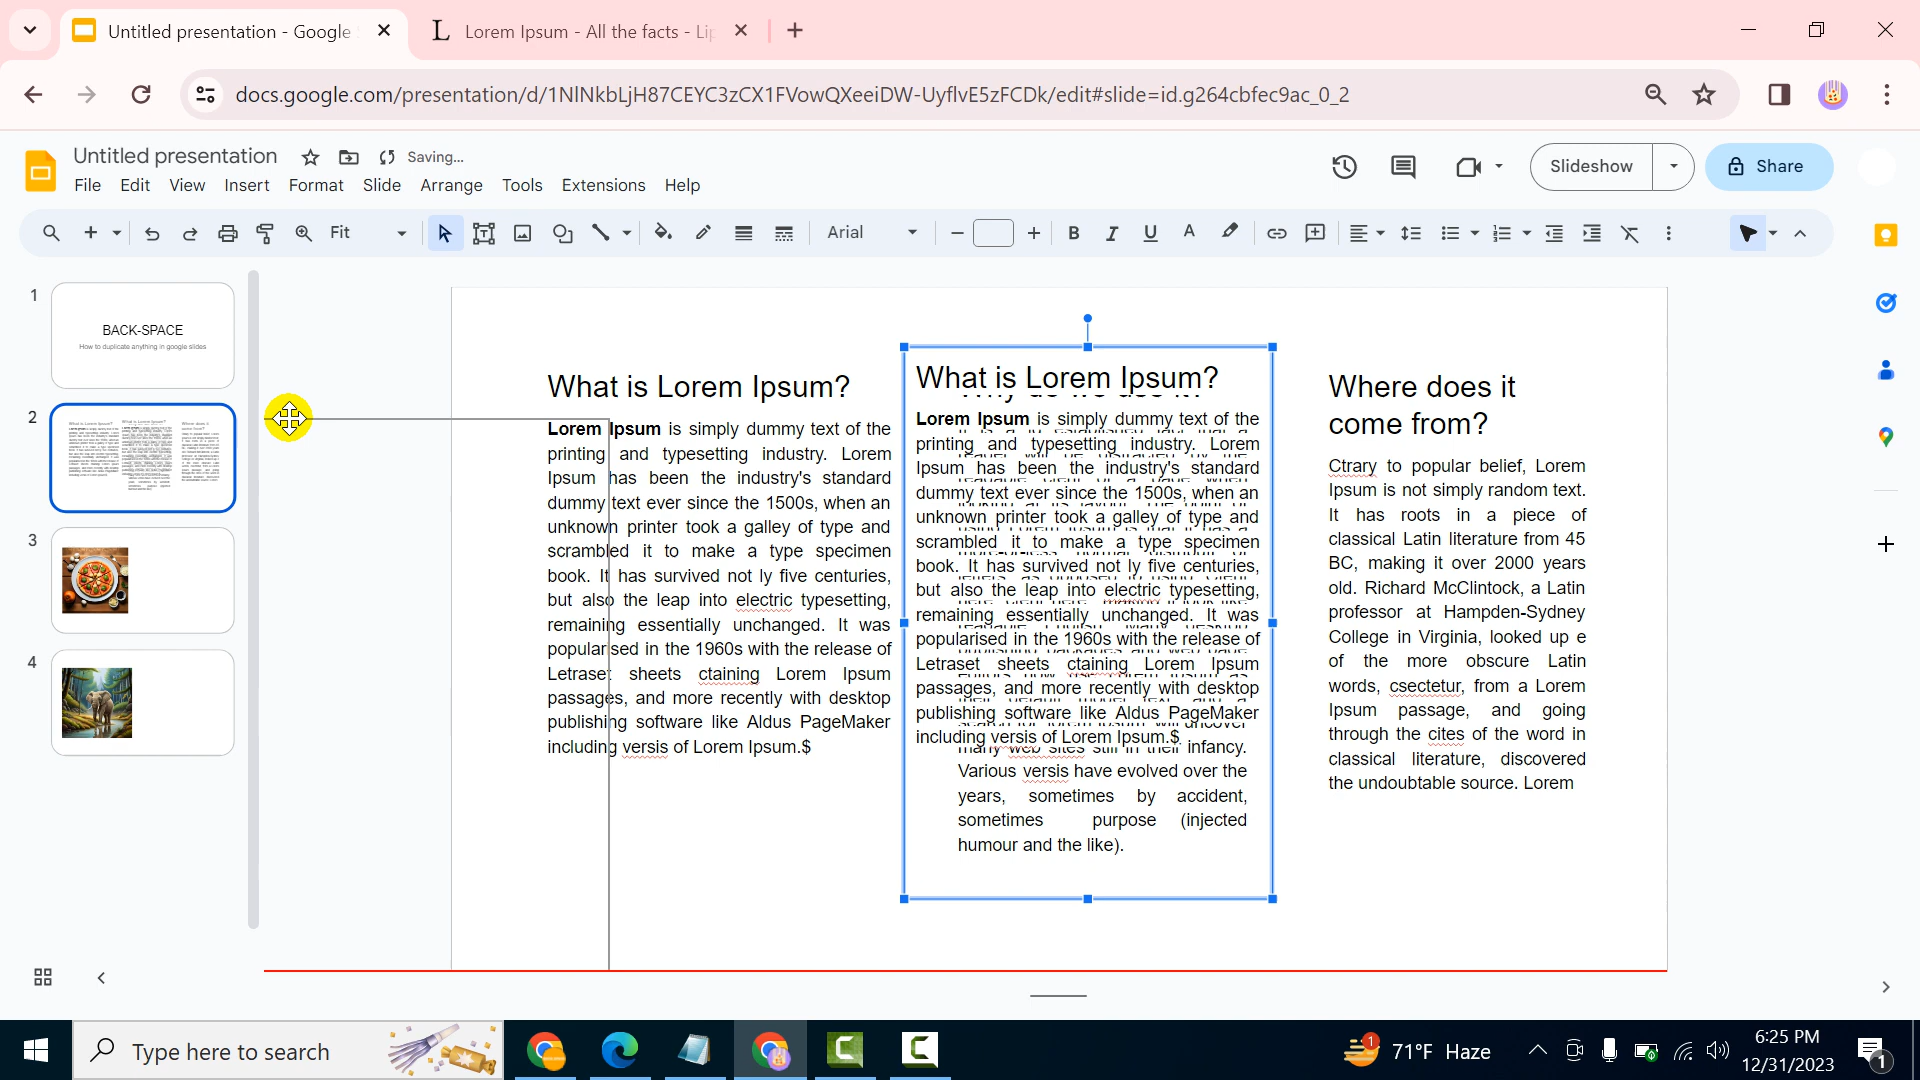 Untitled presentation - Google
Lorem Ipsum - All the facts - Lip
docs.google.com/presentation/d/1NlNkbLjH87CEYC3zCX1FVowQXeeiDW-UyflvE5zFCDk/edit#slide=id.g264cbfec9ac_0_2
Untitled presentation
Saving...
File Edit View Insert Format Slide Arrange Tools Extensions Help
Slideshow
Share
Fit
Arial
1
BACK-SPACE
How to duplicate anything in google slides
2
3
4
What is Lorem Ipsum?
Lorem Ipsum is simply dummy text of the
printing and typesetting industry. Lorem
Ipsum has been the industry's standard
dummy text ever since the 1500s, when an
unknown printer took a galley of type and
scrambled it to make a type specimen
book. It has survived not ly five centuries,
but also the leap into electric typesetting,
remaining essentially unchanged. It was
popularised in the 1960s with the release of
Letraset sheets ctaining Lorem Ipsum
passages, and more recently with desktop
publishing software like Aldus PageMaker
including versis of Lorem Ipsum.$
What is Lorem Ipsum?
Lorem Ipsum is simply dummy text of the
printing and typesetting industry. Lorem
Ipsum has been the industry's standard
dummy text ever since the 1500s, when an
unknown printer took a galley of type and
scrambled it to make a type specimen
book. It has survived not ly five centuries,
but also the leap into electric typesetting,
remaining essentially unchanged. It was
popularised in the 1960s with the release of
Letraset sheets ctaining Lorem Ipsum
passages, and more recently with desktop
publishing software like Aldus PageMaker
including versis of Lorem Ipsum.$
many web sites still in their infancy.
Various versis have evolved over the
years, sometimes by accident,
sometimes purpose (injected
humour and the like).
Where does it
come from?
Ctrary to popular belief, Lorem
Ipsum is not simply random text.
It has roots in a piece of
classical Latin literature from 45
BC, making it over 2000 years
old. Richard McClintock, a Latin
professor at Hampden-Sydney
College in Virginia, looked up e
of the more obscure Latin
words, csectetur, from a Lorem
Ipsum passage, and going
through the cites of the word in
classical literature, discovered
the undoubtable source. Lorem
Type here to search
1
71°F Haze
6:25 PM
12/31/2023
1